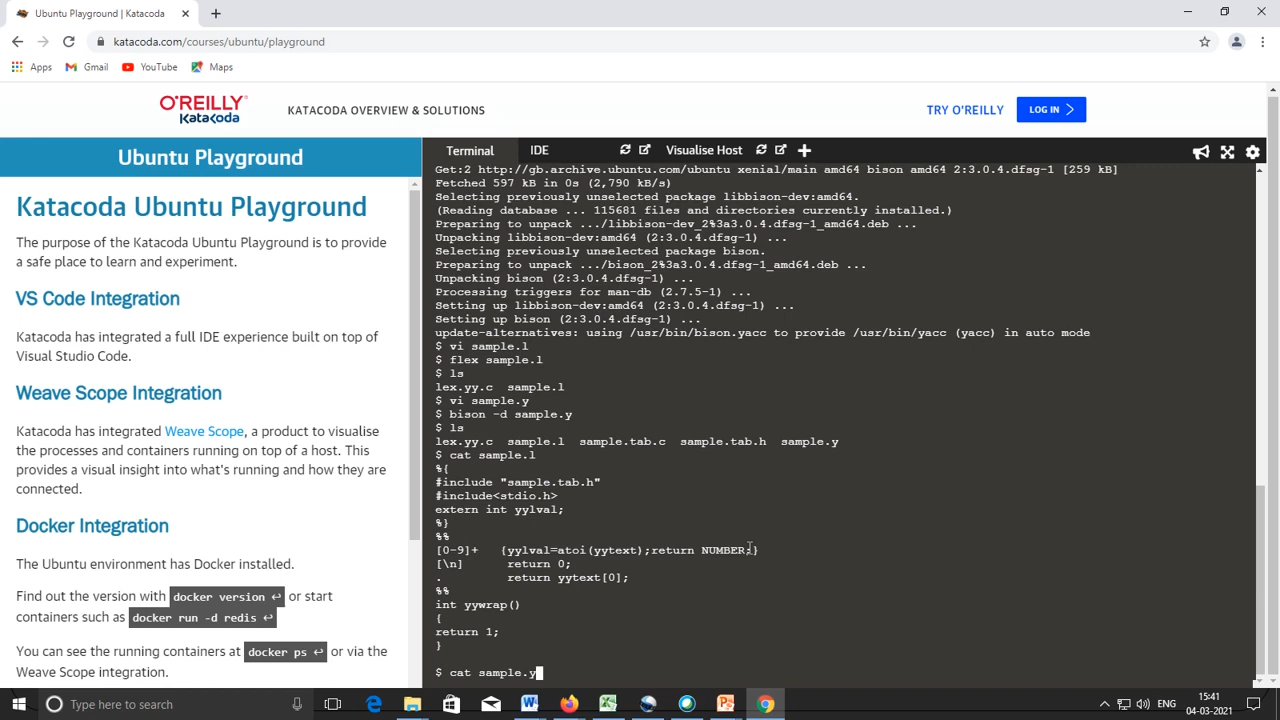 Ubuntu Playground | Katacoda
katacoda.com/courses/ubuntu/playground
Apps Gmail YouTube Maps
O'REILLY®
Katacoda
KATACODA OVERVIEW & SOLUTIONS
TRY O'REILLY
LOG IN
Ubuntu Playground
Katacoda Ubuntu Playground
The purpose of the Katacoda Ubuntu Playground is to provide
a safe place to learn and experiment.
VS Code Integration
Katacoda has integrated a full IDE experience built on top of
Visual Studio Code.
Weave Scope Integration
Katacoda has integrated Weave Scope, a product to visualise
the processes and containers running on top of a host. This
provides a visual insight into what's running and how they are
connected.
Docker Integration
The Ubuntu environment has Docker installed.
Find out the version with docker version ↩ or start
containers such as docker run -d redis ↩
You can see the running containers at docker ps ↩ or via the
Weave Scope integration.
Terminal IDE Visualise Host
Get:2 http://gb.archive.ubuntu.com/ubuntu xenial/main amd64 bison amd64 2:3.0.4.dfsg-1 [259 kB]
Fetched 597 kB in 0s (2,790 kB/s)
Selecting previously unselected package libbison-dev:amd64.
(Reading database ... 115681 files and directories currently installed.)
Preparing to unpack .../libbison-dev_2%3a3.0.4.dfsg-1_amd64.deb ...
Unpacking libbison-dev:amd64 (2:3.0.4.dfsg-1) ...
Selecting previously unselected package bison.
Preparing to unpack .../bison_2%3a3.0.4.dfsg-1_amd64.deb ...
Unpacking bison (2:3.0.4.dfsg-1) ...
Processing triggers for man-db (2.7.5-1) ...
Setting up libbison-dev:amd64 (2:3.0.4.dfsg-1) ...
Setting up bison (2:3.0.4.dfsg-1) ...
update-alternatives: using /usr/bin/bison.yacc to provide /usr/bin/yacc (yacc) in auto mode
$ vi sample.l
$ flex sample.l
$ ls
lex.yy.c sample.l
$ vi sample.y
$ bison -d sample.y
$ ls
lex.yy.c sample.l sample.tab.c sample.tab.h sample.y
$ cat sample.l
%{
#include "sample.tab.h"
#include<stdio.h>
extern int yylval;
%}
%%
[0-9]+ {yylval=atoi(yytext);return NUMBER;}
[\n] return 0;
. return yytext[0];
%%
int yywrap()
{
return 1;
}
$ cat sample.y
Type here to search
ENG
15:41
04-03-2021